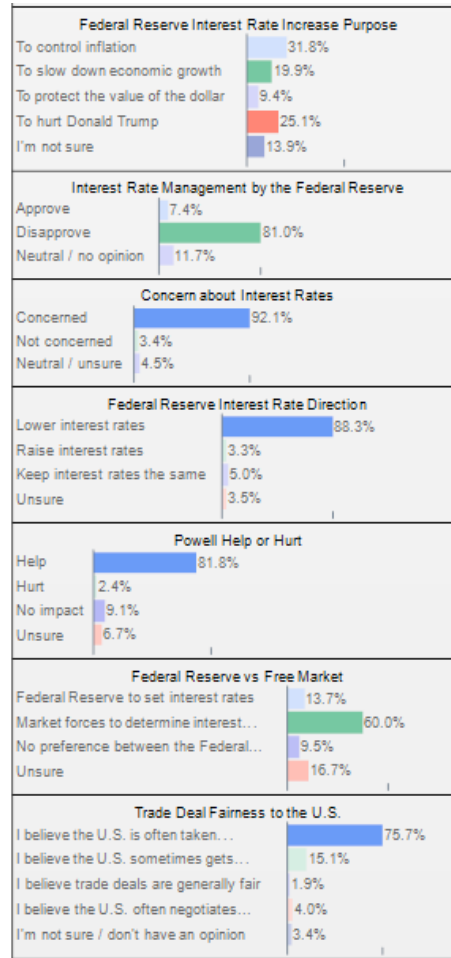 Federal Reserve Interest Rate Increase Purpose
To control inflation 31.8%
To slow down economic growth 19.9%
To protect the value of the dollar 9.4%
To hurt Donald Trump 25.1%
I'm not sure 13.9%
Interest Rate Management by the Federal Reserve
Approve 7.4%
Disapprove 81.0%
Neutral / no opinion 11.7%
Concern about Interest Rates
Concerned 92.1%
Not concerned 3.4%
Neutral / unsure 4.5%
Federal Reserve Interest Rate Direction
Lower interest rates 88.3%
Raise interest rates 3.3%
Keep interest rates the same 5.0%
Unsure 3.5%
Powell Help or Hurt
Help 81.8%
Hurt 2.4%
No impact 9.1%
Unsure 6.7%
Federal Reserve vs Free Market
Federal Reserve to set interest rates 13.7%
Market forces to determine interest... 60.0%
No preference between the Federal... 9.5%
Unsure 16.7%
Trade Deal Fairness to the U.S.
I believe the U.S. is often taken... 75.7%
I believe the U.S. sometimes gets... 15.1%
I believe trade deals are generally fair 1.9%
I believe the U.S. often negotiates... 4.0%
I'm not sure / don't have an opinion 3.4%